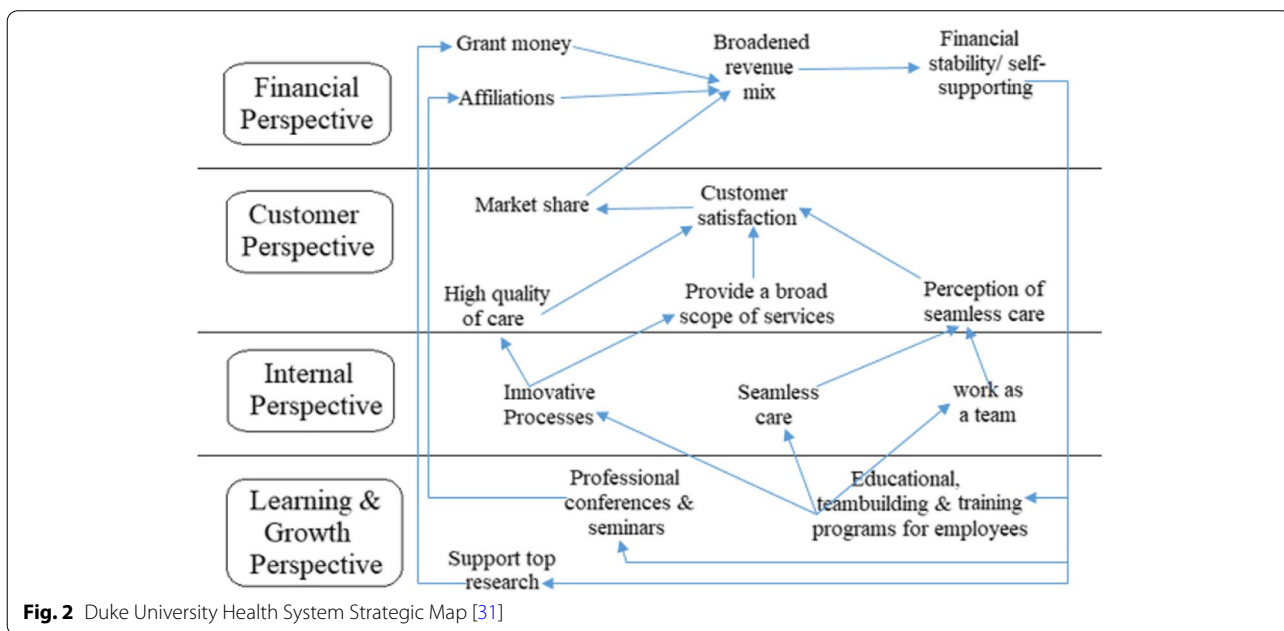 Financial
Perspective
Grant money
Affiliations
Broadened
revenue
mix
Financial
stability/ self-
supporting
Customer
Perspective
Market share
Customer
satisfaction
High quality
of care
Provide a broad
scope of services
Perception of
seamless care
Internal
Perspective
Innovative
Processes
Seamless
care
work as
a team
Learning &
Growth
Perspective
Professional
conferences &
seminars
Educational,
teambuilding & training
programs for employees
Support top
research
Fig. 2 Duke University Health System Strategic Map [31]